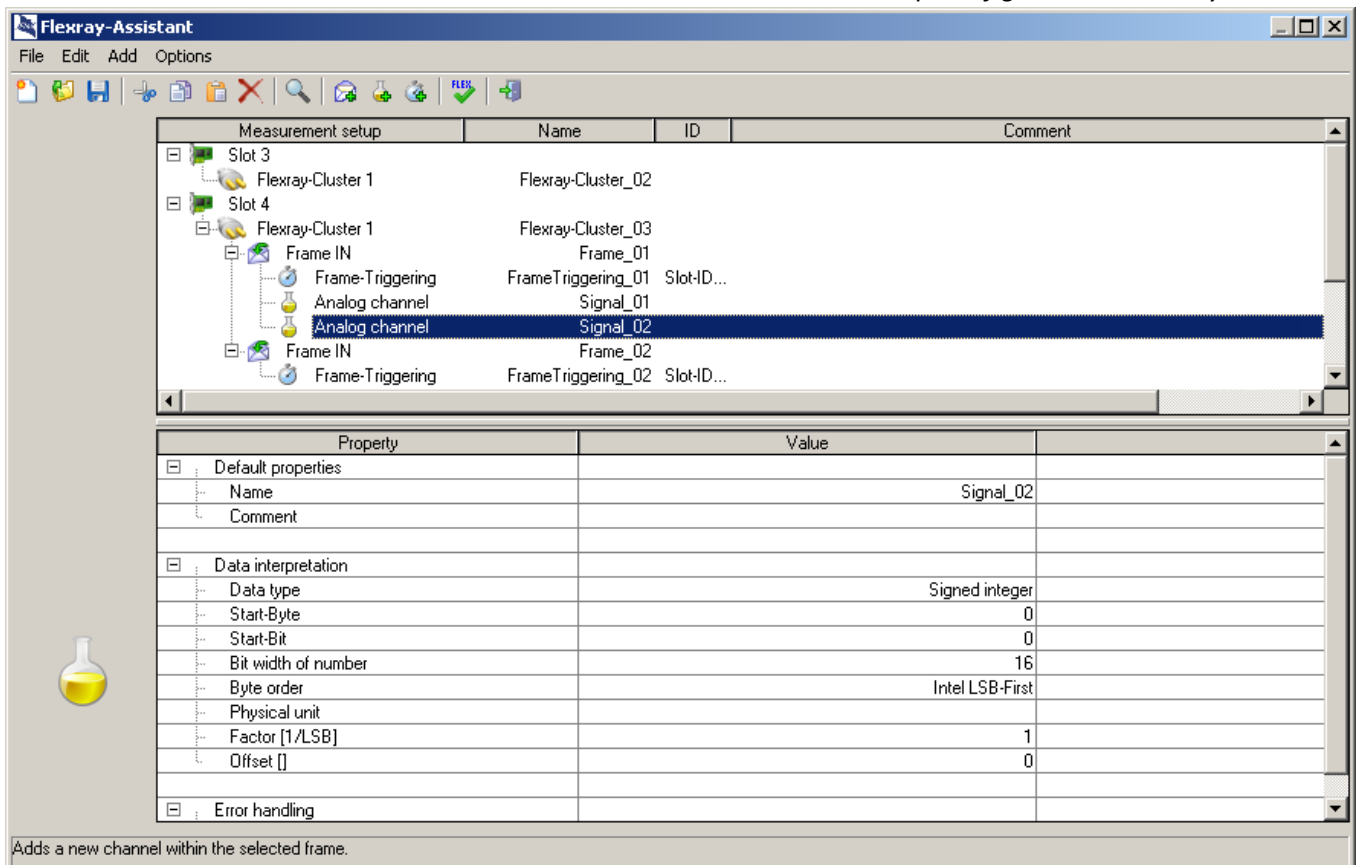 Flexray-Assistant
File Edit Add Options
FLEX
Measurement setup Name ID Comment
Slot 3
Flexray-Cluster 1 Flexray-Cluster_02
Slot 4
Flexray-Cluster 1 Flexray-Cluster_03
Frame IN Frame_01
Frame-Triggering FrameTriggering_01 Slot-ID...
Analog channel Signal_01
Analog channel Signal_02
Frame IN Frame_02
Frame-Triggering FrameTriggering_02 Slot-ID...
Property Value
Default properties
Name Signal_02
Comment
Data interpretation
Data type Signed integer
Start-Byte 0
Start-Bit 0
Bit width of number 16
Byte order Intel LSB-First
Physical unit
Factor [1/LSB] 1
Offset [] 0
Error handling
Adds a new channel within the selected frame.